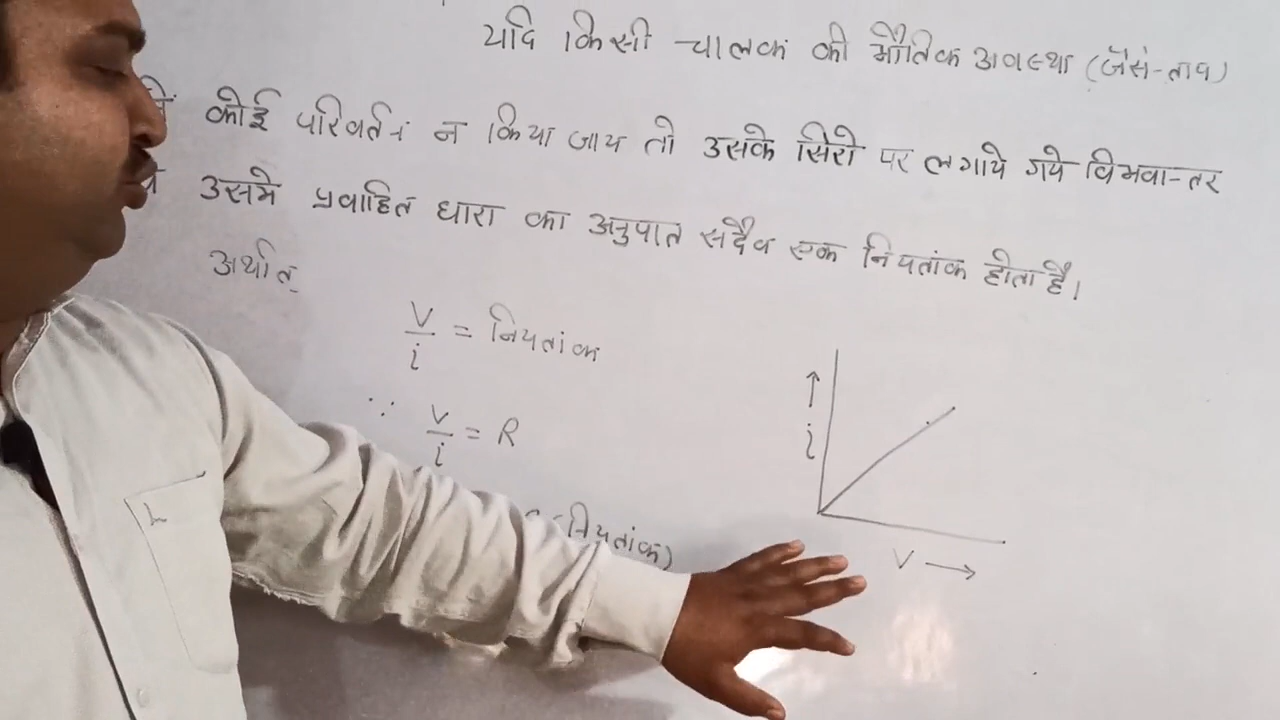 यदि किसी चालक की भौतिक अवस्था (जैसे-ताप)
कोई परिवर्तन न किया जाय तो उसके सिरो पर लगाये गये विभवान्तर
उसमे प्रवाहित धारा का अनुपात सदैव एक नियतांक होता है।
अर्थात
V/i = नियतांक
∵ V/i = R
(नियतांक)
↑
i
V →